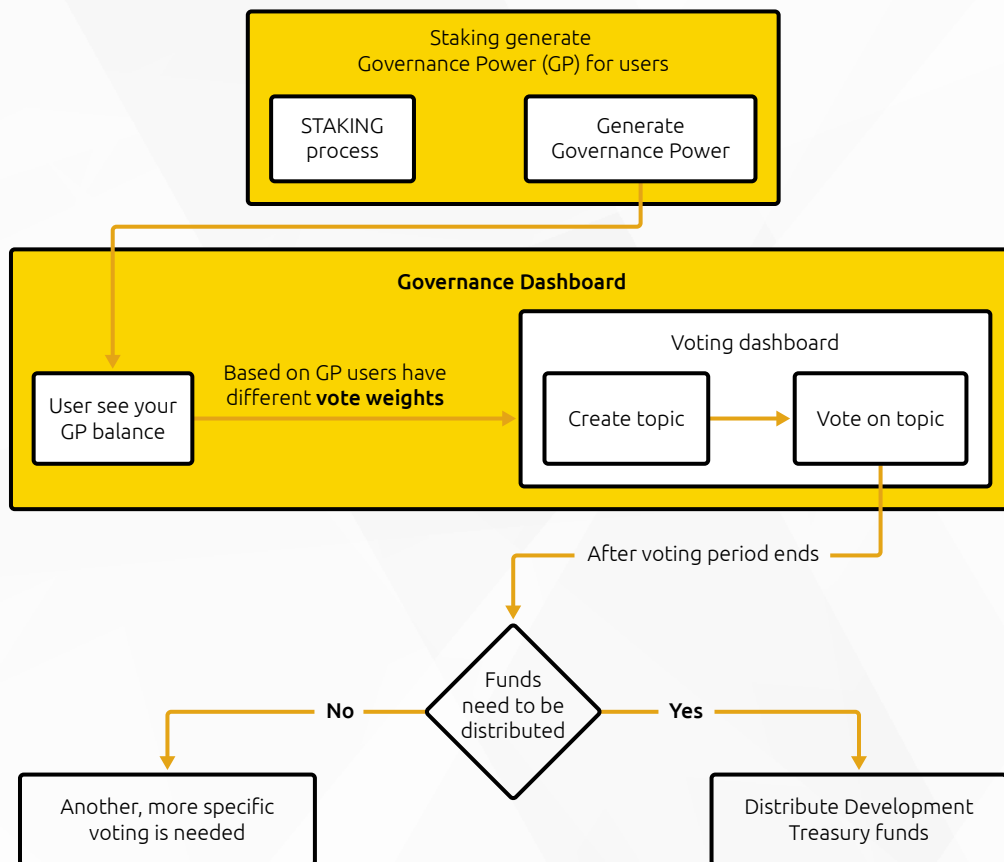 Staking generate
Governance Power (GP) for users
STAKING
process
Generate
Governance Power
Governance Dashboard
User see your
GP balance
Based on GP users have
different vote weights
Voting dashboard
Create topic
Vote on topic
After voting period ends
Funds
need to be
distributed
No
Yes
Another, more specific
voting is needed
Distribute Development
Treasury funds